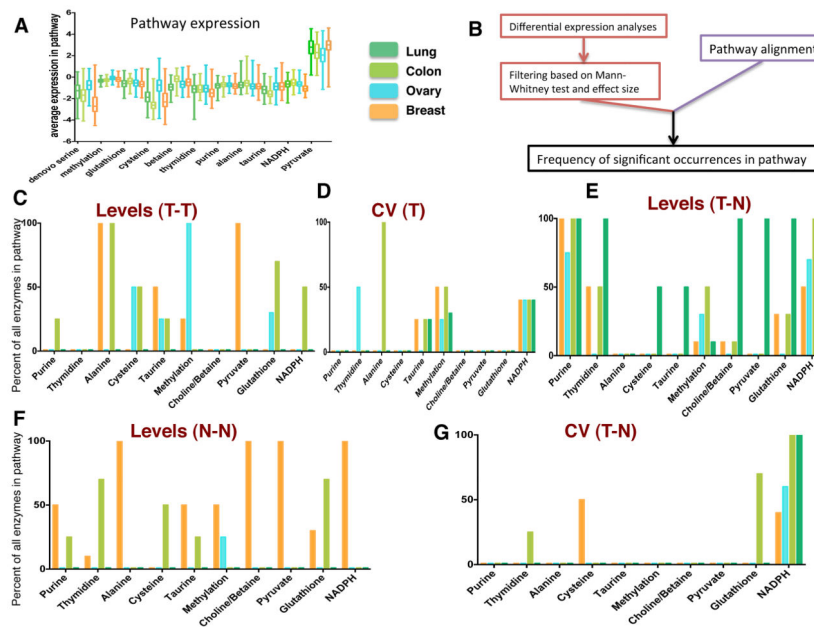 A
Pathway expression
average expression in pathway
6
4
2
0
-2
-4
-6
denovo serine
methylation
glutathione
cysteine
betaine
thymidine
purine
alanine
taurine
NADPH
pyruvate
Lung
Colon
Ovary
Breast
B
Differential expression analyses
Pathway alignment
Filtering based on Mann-
Whitney test and effect size
Frequency of significant occurrences in pathway
C
Levels (T-T)
Percent of all enzymes in pathway
100
50
0
Purine
Thymidine
Alanine
Cysteine
Taurine
Methylation
Choline/Betaine
Pyruvate
Glutathione
NADPH
D
CV (T)
100
50
0
Purine
Thymidine
Alanine
Cysteine
Taurine
Methylation
Choline/Betaine
Pyruvate
Glutathione
NADPH
E
Levels (T-N)
100
50
0
Purine
Thymidine
Alanine
Cysteine
Taurine
Methylation
Choline/Betaine
Pyruvate
Glutathione
NADPH
F
Levels (N-N)
Percent of all enzymes in pathway
100
50
0
Purine
Thymidine
Alanine
Cysteine
Taurine
Methylation
Choline/Betaine
Pyruvate
Glutathione
NADPH
G
CV (T-N)
100
50
0
Purine
Thymidine
Alanine
Cysteine
Taurine
Methylation
Choline/Betaine
Pyruvate
Glutathione
NADPH